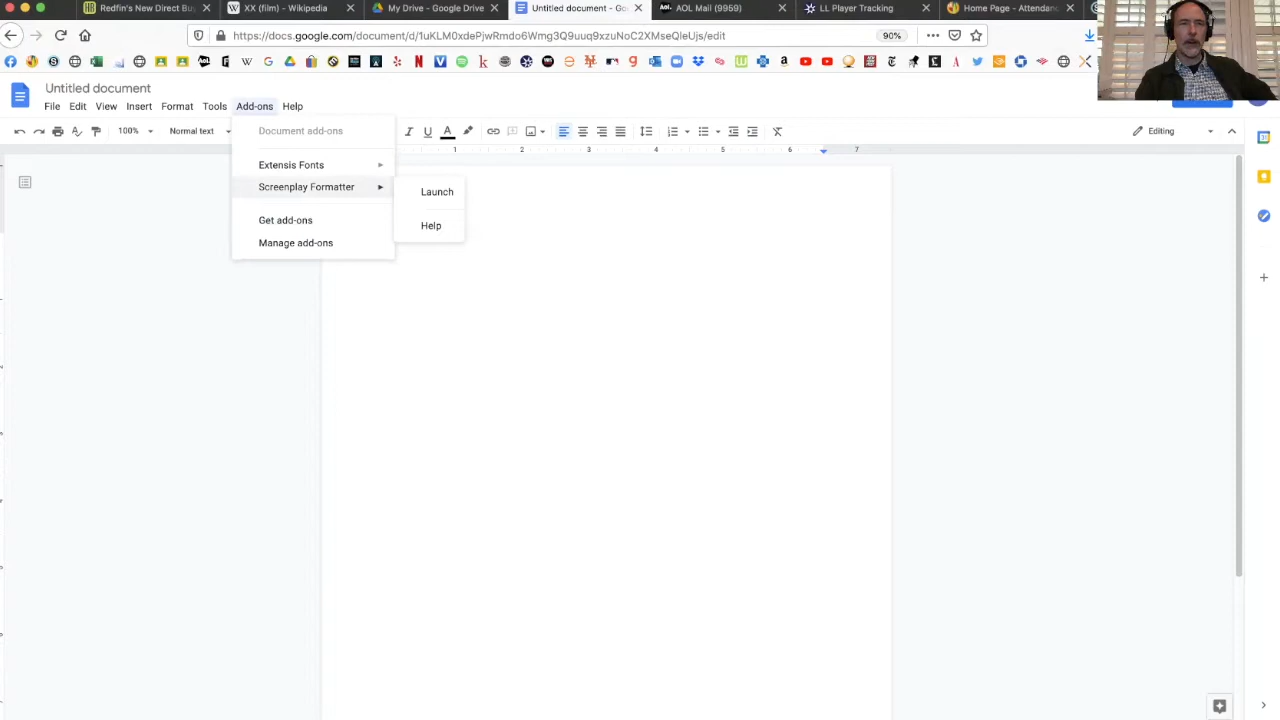 Redfin's New Direct Bu
XX (film) - Wikipedia
My Drive - Google Drive
Untitled document - Go
AOL Mail (9959)
LL Player Tracking
Home Page - Attendan
https://docs.google.com/document/d/1uKLM0xdePjwRmdo6Wmg3Q9uuq9xzuNoC2XMseQleUjs/edit
90%
Untitled document
File Edit View Insert Format Tools Add-ons Help
100% Normal text
Editing
Document add-ons
1 2 3 4 5 6 7
Extensis Fonts
Screenplay Formatter
Launch
Get add-ons
Help
Manage add-ons